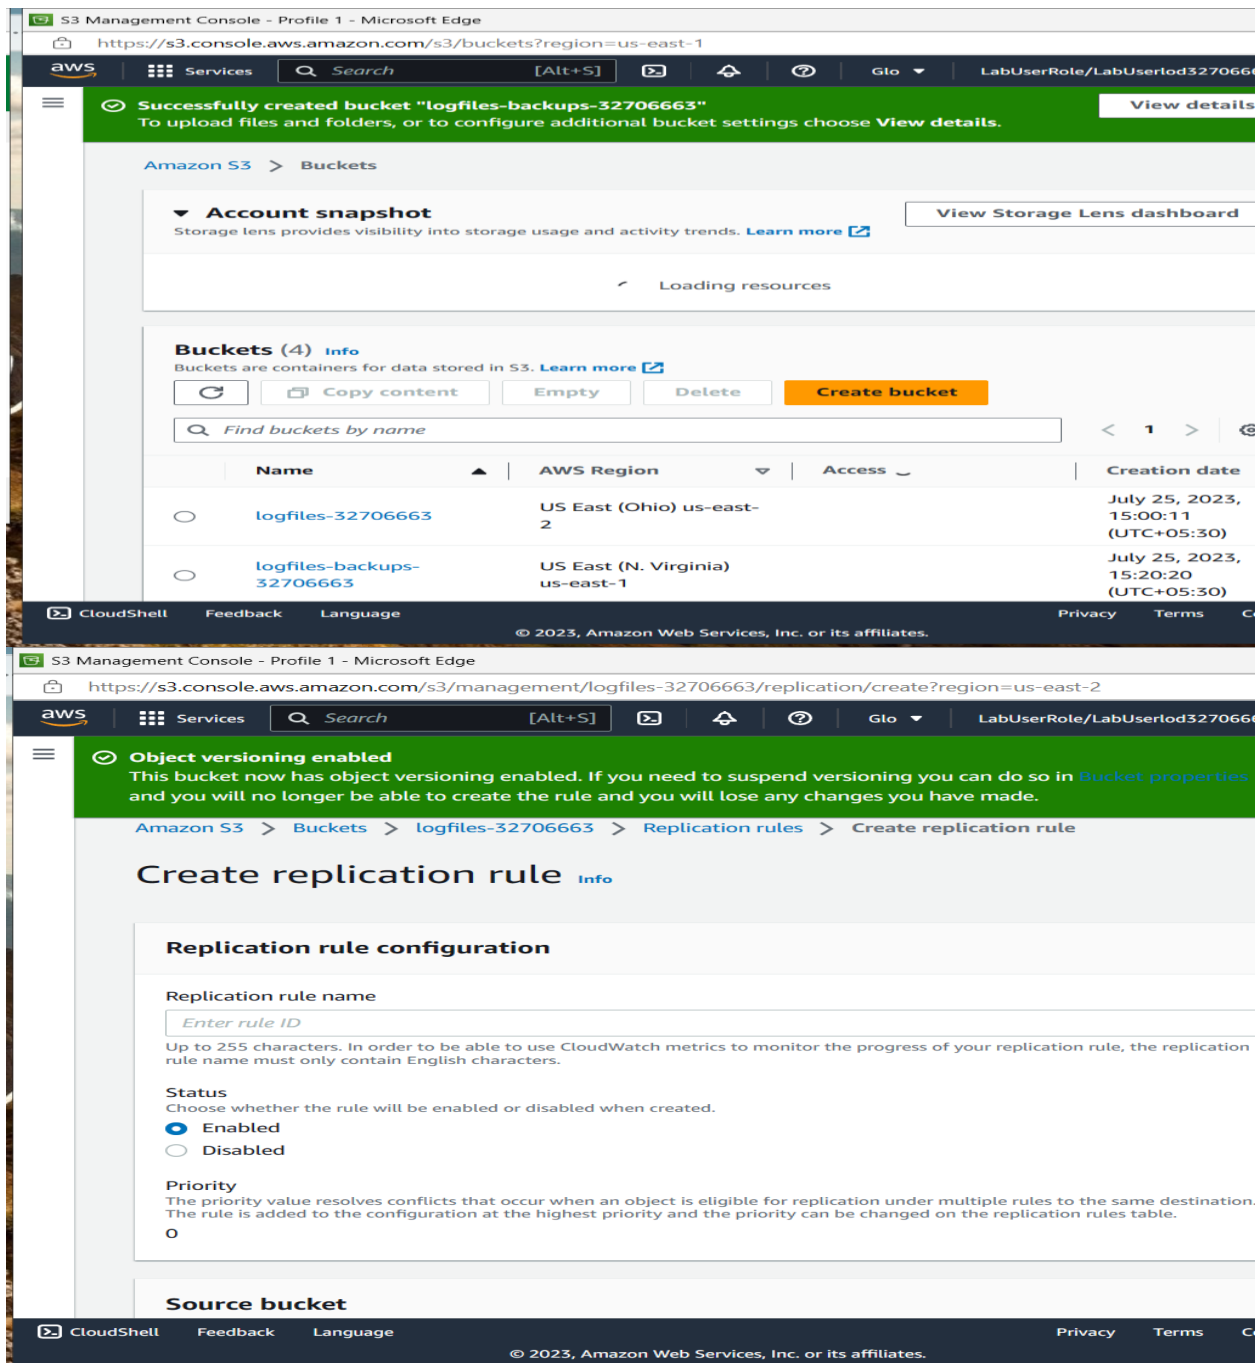 S3 Management Console - Profile 1 - Microsoft Edge
https://s3.console.aws.amazon.com/s3/buckets?region=us-east-1
aws Services Search [Alt+S] Glo LabUserRole/LabUserlod3270666
Successfully created bucket "logfiles-backups-32706663"
View details
To upload files and folders, or to configure additional bucket settings choose View details.
Amazon S3 > Buckets
Account snapshot
View Storage Lens dashboard
Storage lens provides visibility into storage usage and activity trends. Learn more
Loading resources
Buckets (4) Info
Buckets are containers for data stored in S3. Learn more
Copy content Empty Delete Create bucket
Find buckets by name
< 1 >
Name AWS Region Access Creation date
logfiles-32706663 US East (Ohio) us-east-2 July 25, 2023, 15:00:11 (UTC+05:30)
logfiles-backups-32706663 US East (N. Virginia) us-east-1 July 25, 2023, 15:20:20 (UTC+05:30)
CloudShell Feedback Language Privacy Terms
© 2023, Amazon Web Services, Inc. or its affiliates.
S3 Management Console - Profile 1 - Microsoft Edge
https://s3.console.aws.amazon.com/s3/management/logfiles-32706663/replication/create?region=us-east-2
aws Services Search [Alt+S] Glo LabUserRole/LabUserlod3270666
Object versioning enabled
This bucket now has object versioning enabled. If you need to suspend versioning you can do so in Bucket properties
and you will no longer be able to create the rule and you will lose any changes you have made.
Amazon S3 > Buckets > logfiles-32706663 > Replication rules > Create replication rule
Create replication rule Info
Replication rule configuration
Replication rule name
Enter rule ID
Up to 255 characters. In order to be able to use CloudWatch metrics to monitor the progress of your replication rule, the replication
rule name must only contain English characters.
Status
Choose whether the rule will be enabled or disabled when created.
Enabled
Disabled
Priority
The priority value resolves conflicts that occur when an object is eligible for replication under multiple rules to the same destination.
The rule is added to the configuration at the highest priority and the priority can be changed on the replication rules table.
0
Source bucket
CloudShell Feedback Language Privacy Terms
© 2023, Amazon Web Services, Inc. or its affiliates.